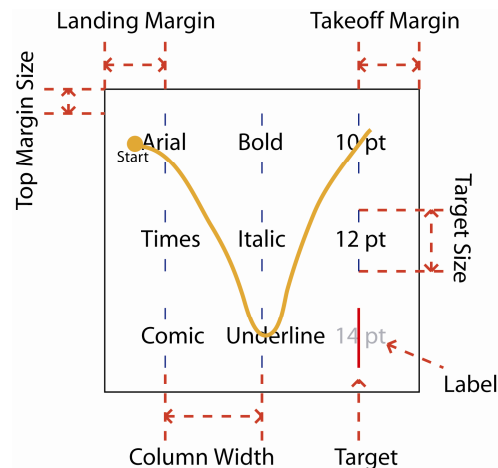 Landing Margin Takeoff Margin
Top Margin Size
Arial Bold 10 pt
Start
Times Italic 12 pt
Target Size
Comic Underline 14 pt
Label
Column Width Target